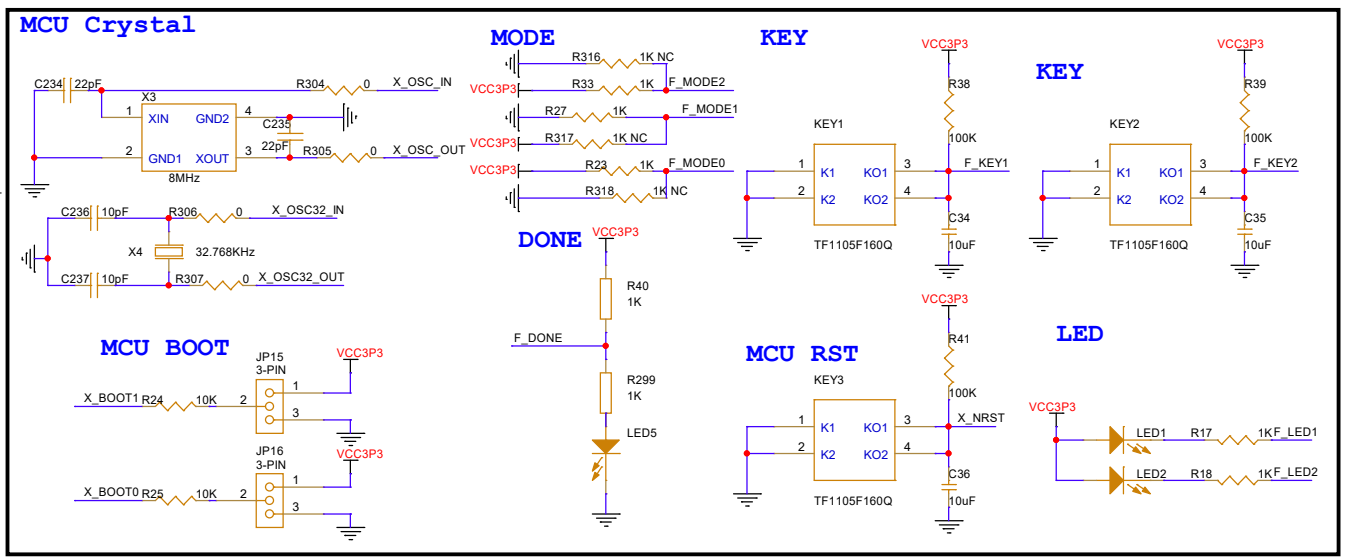 MCU Crystal
C234
22pF
X3
R304
0
X_OSC_IN
1
XIN
GND2
4
C235
22pF
2
GND1
XOUT
3
R305
0
X_OSC_OUT
8MHz
C236
10pF
R306
0
X_OSC32_IN
X4
32.768KHz
C237
10pF
R307
0
X_OSC32_OUT
MODE
R316
1K NC
VCC3P3
R33
1K
F_MODE2
R27
1K
F_MODE1
VCC3P3
R317
1K NC
VCC3P3
R23
1K
F_MODE0
R318
1K NC
KEY
VCC3P3
R38
100K
KEY1
1
K1
KO1
3
F_KEY1
2
K2
KO2
4
C34
10uF
TF1105F160Q
KEY
VCC3P3
R39
100K
KEY2
1
K1
KO1
3
F_KEY2
2
K2
KO2
4
C35
10uF
TF1105F160Q
MCU BOOT
JP15
3-PIN
VCC3P3
1
X_BOOT1
R24
10K
2
3
JP16
3-PIN
VCC3P3
1
X_BOOT0
R25
10K
2
3
DONE
VCC3P3
R40
1K
F_DONE
R299
1K
LED5
MCU RST
VCC3P3
R41
100K
KEY3
1
K1
KO1
3
X_NRST
2
K2
KO2
4
C36
10uF
TF1105F160Q
LED
VCC3P3
LED1
R17
1K
F_LED1
LED2
R18
1K
F_LED2